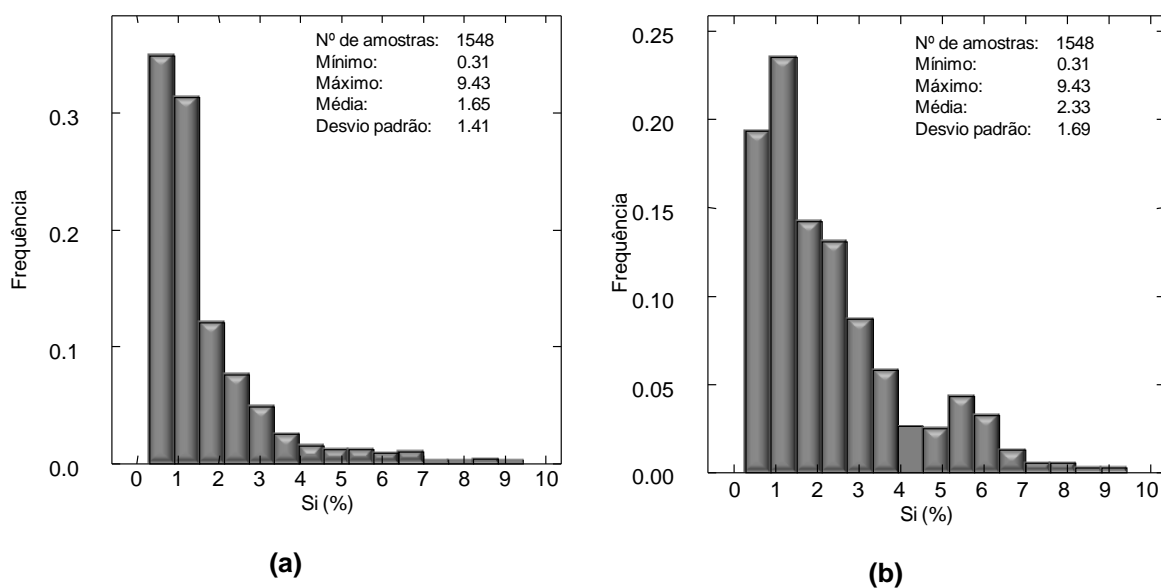 Nº de amostras: 1548
Mínimo: 0.31
Máximo: 9.43
Média: 1.65
Desvio padrão: 1.41
Frequência
0.3
0.2
0.1
0.0
0 1 2 3 4 5 6 7 8 9 10
Si (%)
(a)
Nº de amostras: 1548
Mínimo: 0.31
Máximo: 9.43
Média: 2.33
Desvio padrão: 1.69
Frequência
0.25
0.20
0.15
0.10
0.05
0.00
0 1 2 3 4 5 6 7 8 9 10
Si (%)
(b)